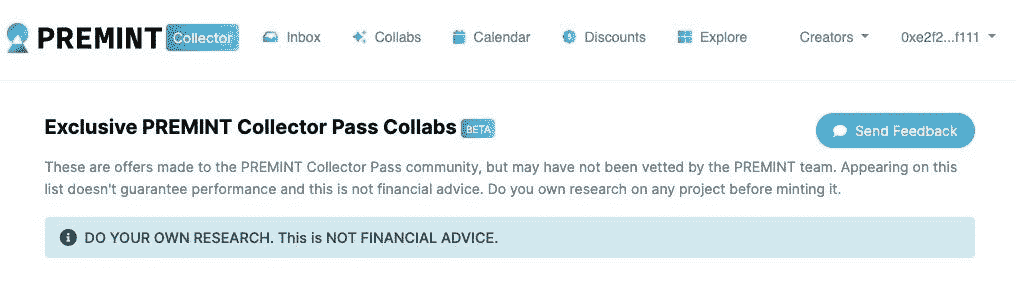 PREMINT Collector Inbox Collabs Calendar Discounts Explore Creators 0xe2f2...f111
Exclusive PREMINT Collector Pass Collabs BETA
Send Feedback
These are offers made to the PREMINT Collector Pass community, but may have not been vetted by the PREMINT team. Appearing on this
list doesn't guarantee performance and this is not financial advice. Do you own research on any project before minting it.
DO YOUR OWN RESEARCH. This is NOT FINANCIAL ADVICE.